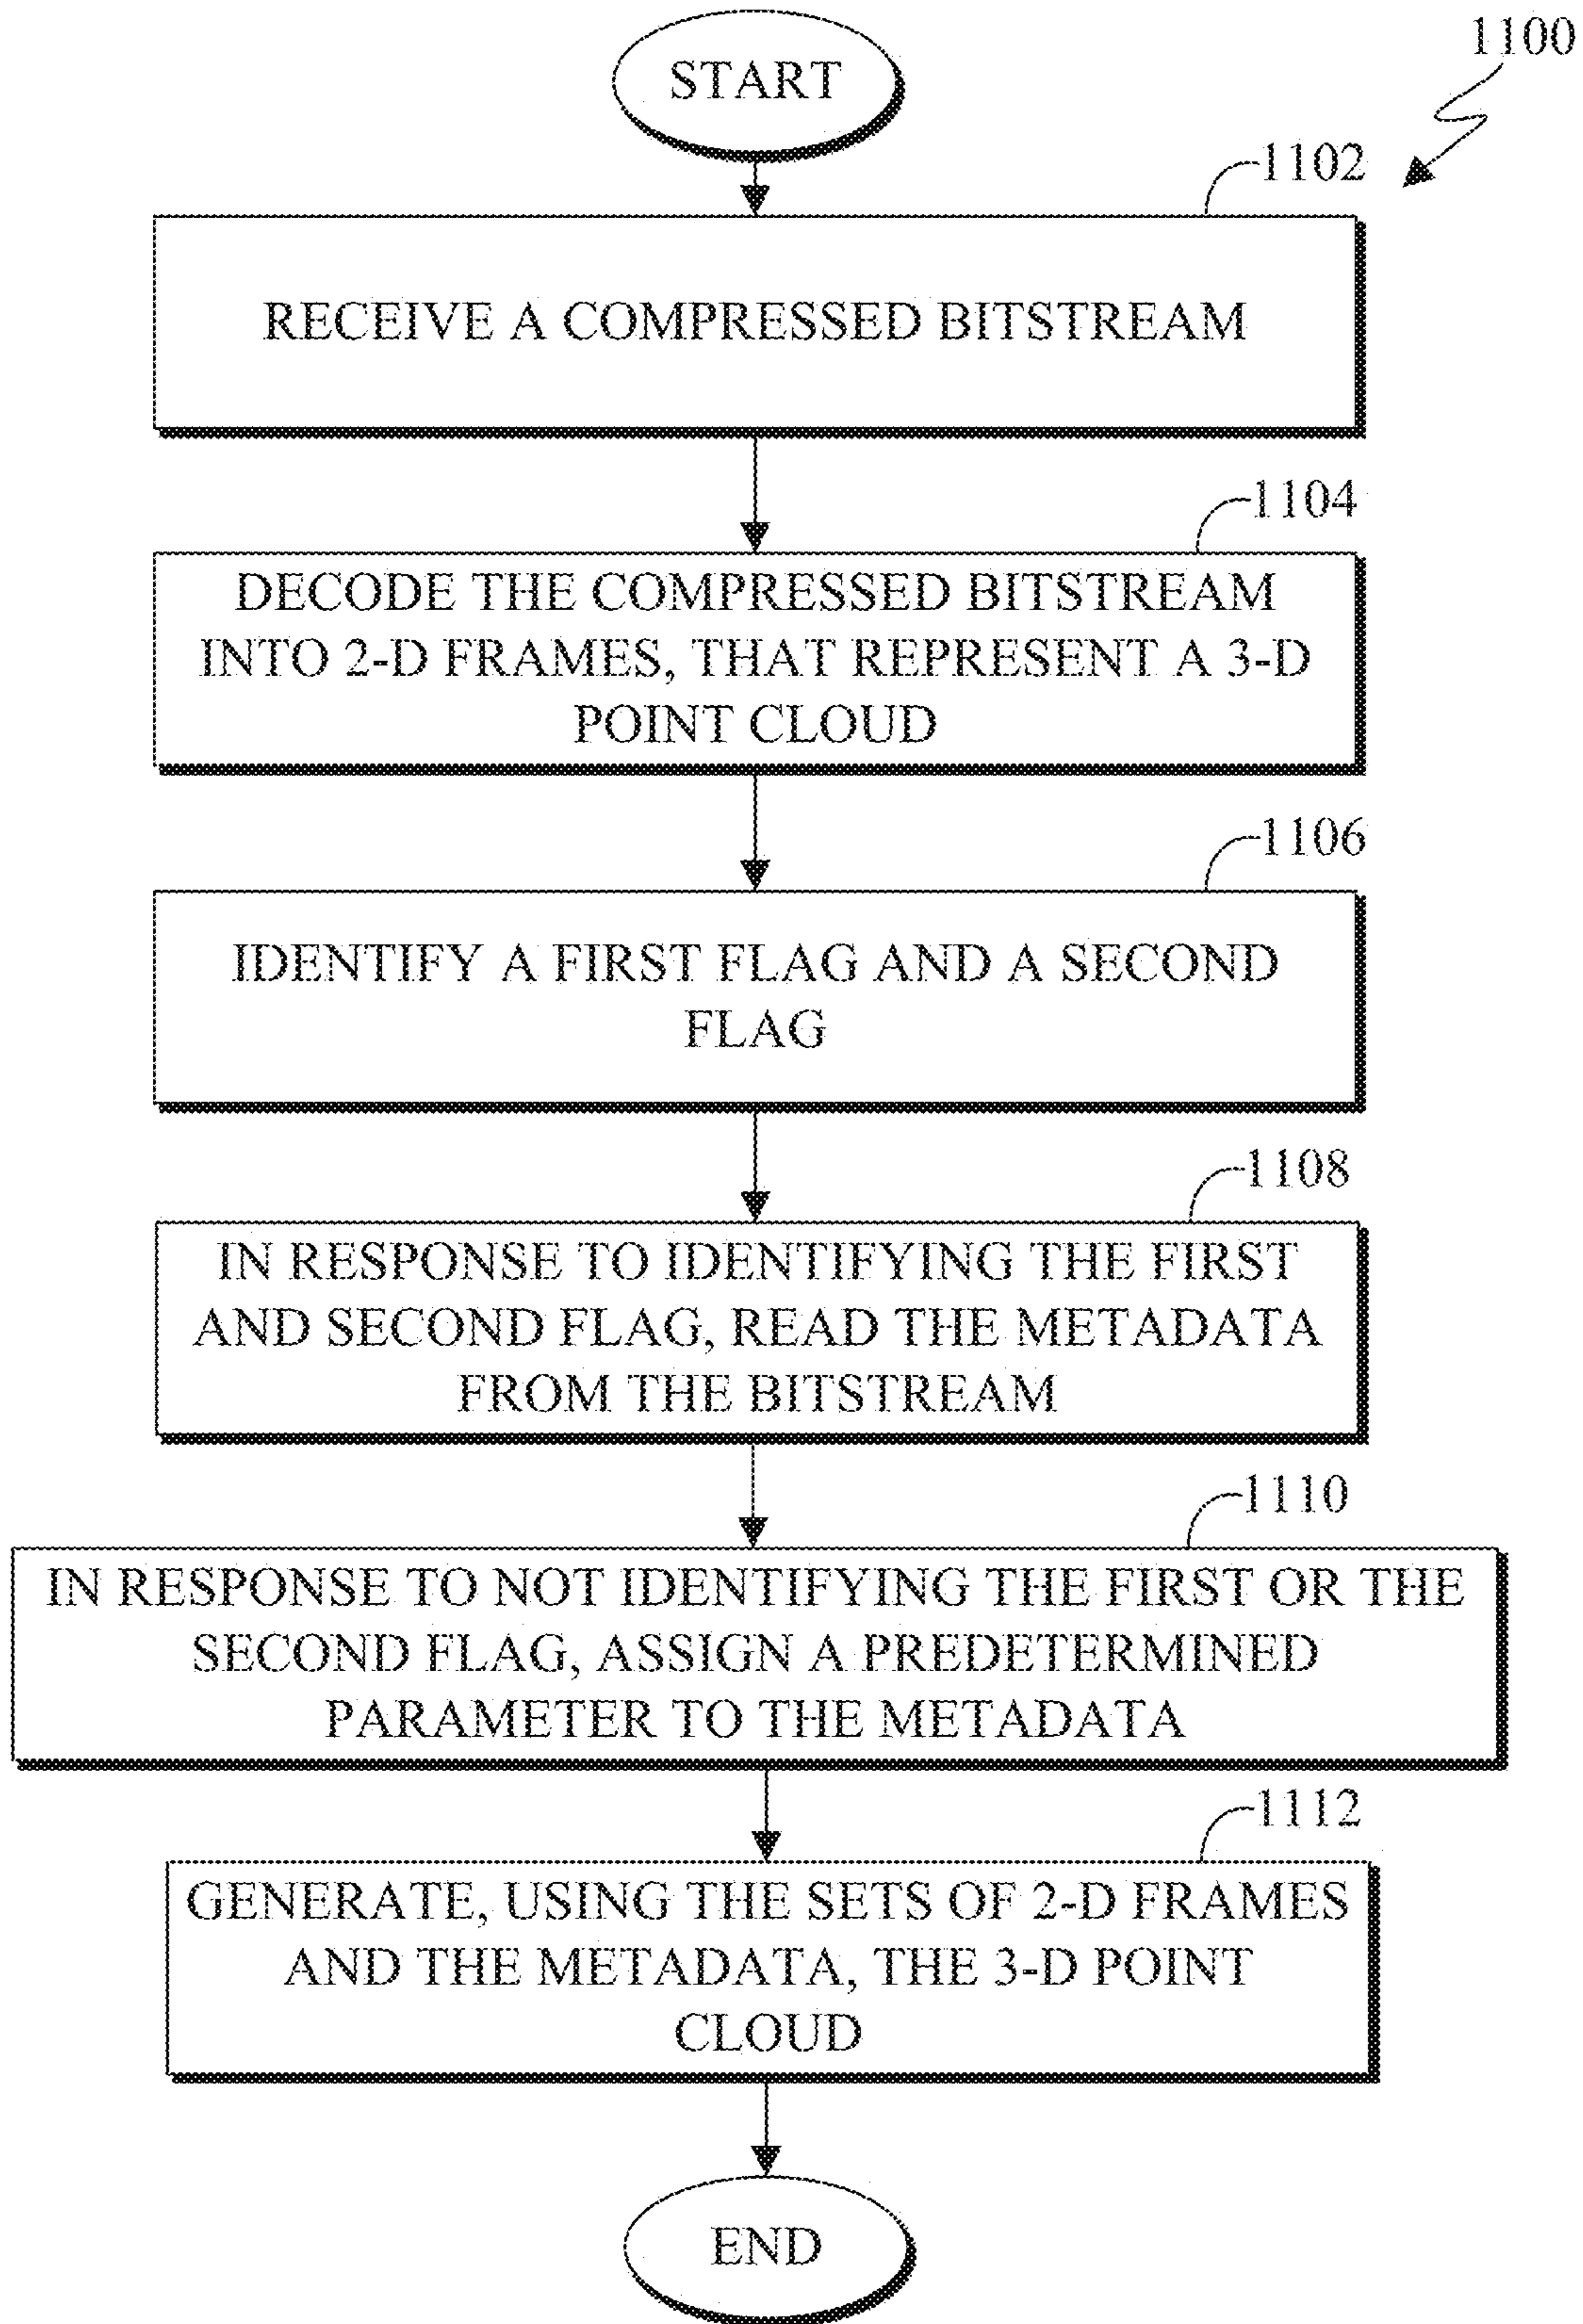 START
1100
1102
RECEIVE A COMPRESSED BITSTREAM
1104
DECODE THE COMPRESSED BITSTREAM
INTO 2-D FRAMES, THAT REPRESENT A 3-D
POINT CLOUD
1106
IDENTIFY A FIRST FLAG AND A SECOND
FLAG
1108
IN RESPONSE TO IDENTIFYING THE FIRST
AND SECOND FLAG, READ THE METADATA
FROM THE BITSTREAM
1110
IN RESPONSE TO NOT IDENTIFYING THE FIRST OR THE
SECOND FLAG, ASSIGN A PREDETERMINED
PARAMETER TO THE METADATA
1112
GENERATE, USING THE SETS OF 2-D FRAMES
AND THE METADATA, THE 3-D POINT
CLOUD
END